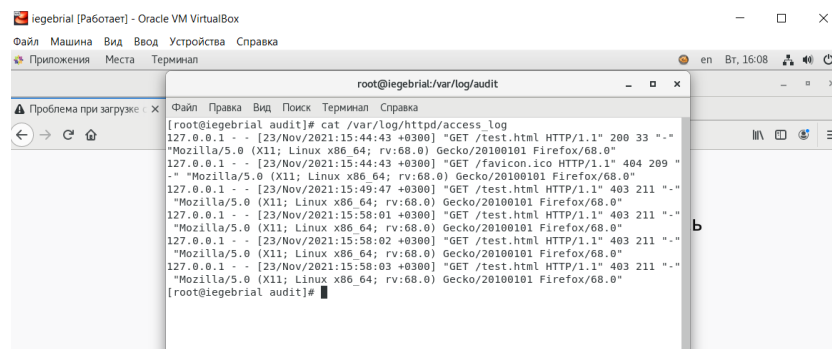 iegebrial [Работает] - Oracle VM VirtualBox
Файл Машина Вид Ввод Устройства Справка
Приложения Места Терминал en Вт, 16:08
root@iegebrial:/var/log/audit
Проблема при загрузке с
Файл Правка Вид Поиск Терминал Справка
[root@iegebrial audit]# cat /var/log/httpd/access_log
127.0.0.1 - - [23/Nov/2021:15:44:43 +0300] "GET /test.html HTTP/1.1" 200 33 "-"
"Mozilla/5.0 (X11; Linux x86_64; rv:68.0) Gecko/20100101 Firefox/68.0"
127.0.0.1 - - [23/Nov/2021:15:44:43 +0300] "GET /favicon.ico HTTP/1.1" 404 209 "
-" "Mozilla/5.0 (X11; Linux x86_64; rv:68.0) Gecko/20100101 Firefox/68.0"
127.0.0.1 - - [23/Nov/2021:15:49:47 +0300] "GET /test.html HTTP/1.1" 403 211 "-"
"Mozilla/5.0 (X11; Linux x86_64; rv:68.0) Gecko/20100101 Firefox/68.0"
127.0.0.1 - - [23/Nov/2021:15:58:01 +0300] "GET /test.html HTTP/1.1" 403 211 "-"
"Mozilla/5.0 (X11; Linux x86_64; rv:68.0) Gecko/20100101 Firefox/68.0"
127.0.0.1 - - [23/Nov/2021:15:58:02 +0300] "GET /test.html HTTP/1.1" 403 211 "-"
"Mozilla/5.0 (X11; Linux x86_64; rv:68.0) Gecko/20100101 Firefox/68.0"
127.0.0.1 - - [23/Nov/2021:15:58:03 +0300] "GET /test.html HTTP/1.1" 403 211 "-"
"Mozilla/5.0 (X11; Linux x86_64; rv:68.0) Gecko/20100101 Firefox/68.0"
[root@iegebrial audit]#
ь